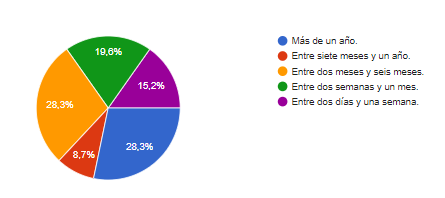 19,6%
15,2%
28,3%
28,3%
8,7%
Más de un año.
Entre siete meses y un año.
Entre dos meses y seis meses.
Entre dos semanas y un mes.
Entre dos días y una semana.